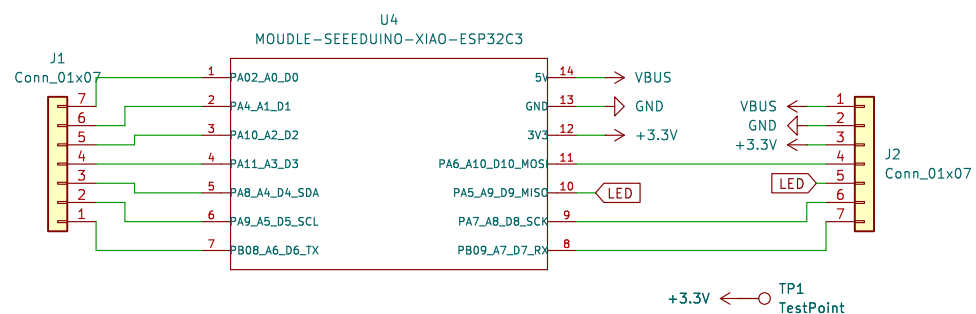 U4
MOUDLE-SEEEDUINO-XIAO-ESP32C3
J1
Conn_01x07
7
6
5
4
3
2
1
1 PA02_A0_D0
2 PA4_A1_D1
3 PA10_A2_D2
4 PA11_A3_D3
5 PA8_A4_D4_SDA
6 PA9_A5_D5_SCL
7 PB08_A6_D6_TX
5V 14 VBUS
GND 13 GND
3V3 12 +3.3V
PA6_A10_D10_MOSI 11
PA5_A9_D9_MISO 10 LED
PA7_A8_D8_SCK 9
PB09_A7_D7_RX 8
VBUS 1
GND 2
+3.3V 3
4
LED 5
6
7
J2
Conn_01x07
+3.3V
TP1
TestPoint